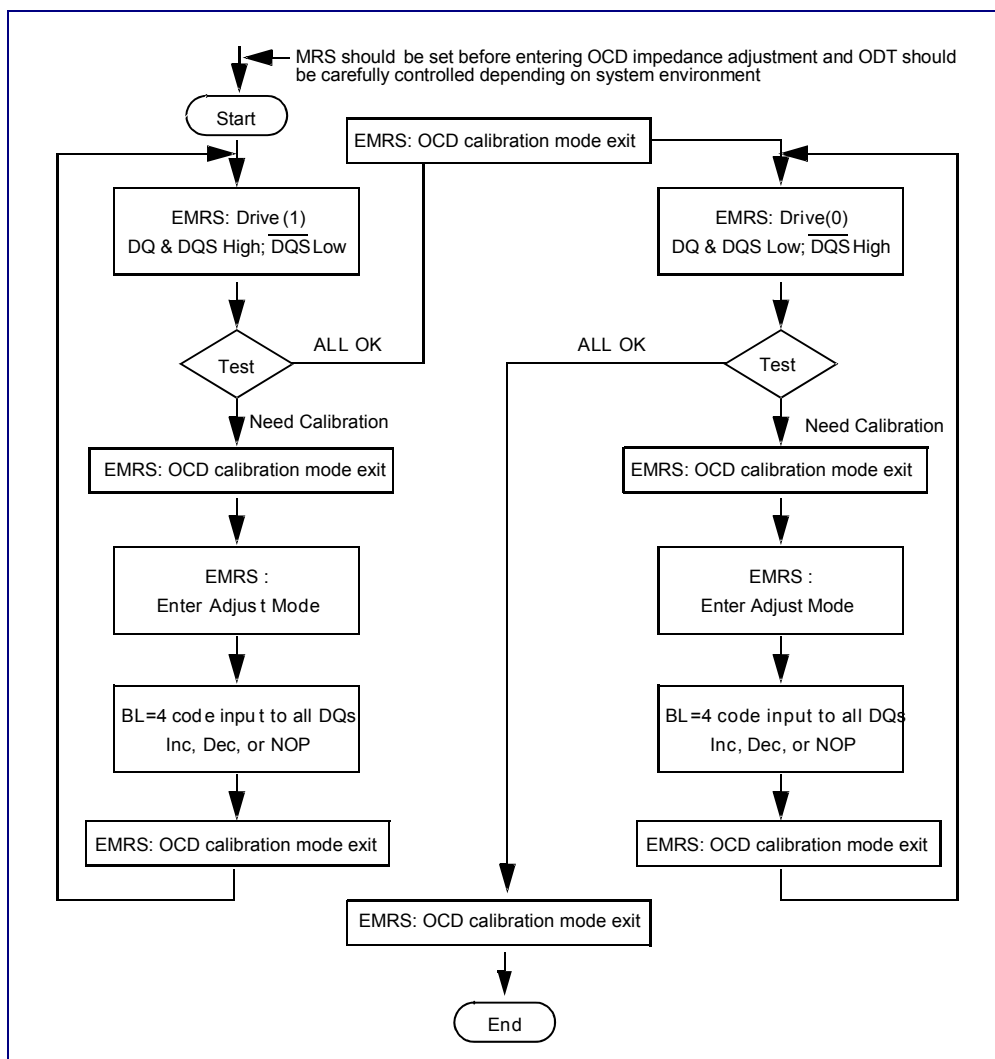 MRS should be set before entering OCD impedance adjustment and ODT should
be carefully controlled depending on system environment
Start
EMRS: OCD calibration mode exit
EMRS: Drive (1)
DQ & DQS High; D̅Q̅S̅ Low
Test
ALL OK
Need Calibration
EMRS: OCD calibration mode exit
EMRS :
Enter Adjust Mode
BL=4 code input to all DQs
Inc, Dec, or NOP
EMRS: OCD calibration mode exit
EMRS: Drive(0)
DQ & DQS Low; D̅Q̅S̅ High
Test
ALL OK
Need Calibration
EMRS: OCD calibration mode exit
EMRS :
Enter Adjust Mode
BL=4 code input to all DQs
Inc, Dec, or NOP
EMRS: OCD calibration mode exit
EMRS: OCD calibration mode exit
End